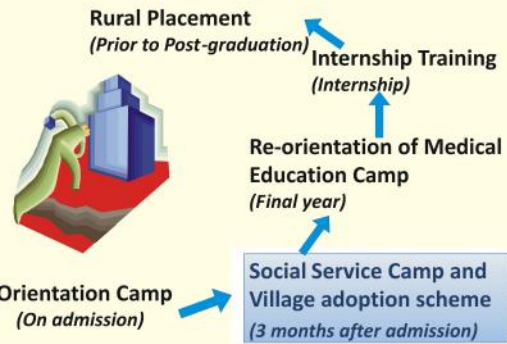 Rural Placement
(Prior to Post-graduation)
Internship Training
(Internship)
Re-orientation of Medical
Education Camp
(Final year)
Social Service Camp and
Village adoption scheme
(3 months after admission)
Orientation Camp
(On admission)